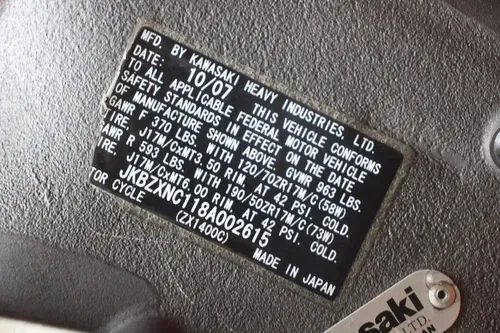 MFD. BY KAWASAKI HEAVY INDUSTRIES, LTD.
DATE: 10/07 THIS VEHICLE CONFORMS
TO ALL APPLICABLE FEDERAL MOTOR VEHICLE
SAFETY STANDARDS IN EFFECT ON THE DATE
OF MANUFACTURE SHOWN ABOVE. GVWR 963 LBS.
GAWR F 370 LBS. WITH 120/70ZR17M/C(58W)
TIRE J17M/CxMT3.50 RIM. AT 42 PSI. COLD.
GAWR R 593 LBS. WITH 190/50ZR17M/C(73W)
TIRE J17M/CxMT6.00 RIM. AT 42 PSI. COLD.
JKBZXNC118A002615
TOR CYCLE (ZX1400C)
MADE IN JAPAN
saki
LTD.